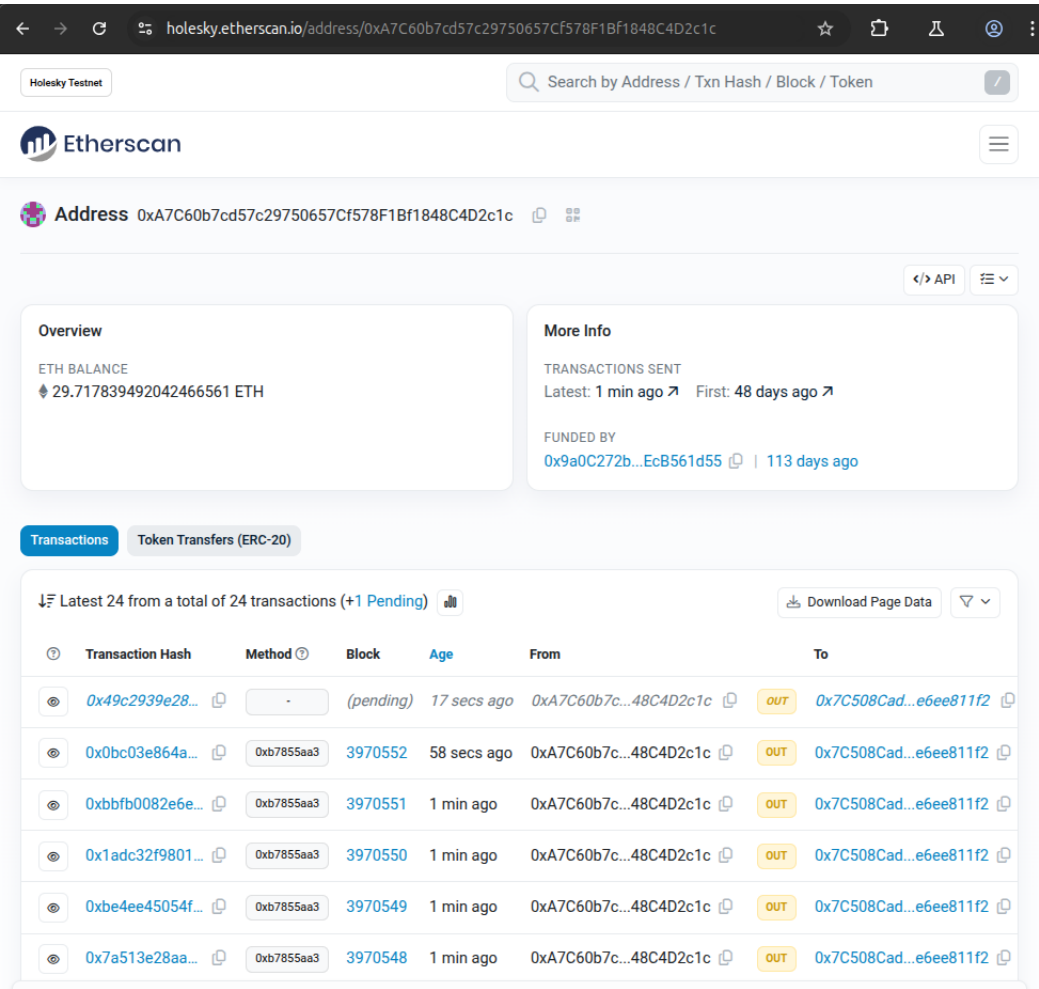 holesky.etherscan.io/address/0xA7C60b7cd57c29750657Cf578F1Bf1848C4D2c1c
Holesky Testnet
Search by Address / Txn Hash / Block / Token /
Etherscan
Address 0xA7C60b7cd57c29750657Cf578F1Bf1848C4D2c1c
</> API
Overview
ETH BALANCE
29.717839492042466561 ETH
More Info
TRANSACTIONS SENT
Latest: 1 min ago ↗ First: 48 days ago ↗
FUNDED BY
0x9a0C272b...EcB561d55 | 113 days ago
Transactions Token Transfers (ERC-20)
Latest 24 from a total of 24 transactions (+1 Pending) Download Page Data
Transaction Hash Method Block Age From To
0x49c2939e28... - (pending) 17 secs ago 0xA7C60b7c...48C4D2c1c OUT 0x7C508Cad...e6ee811f2
0x0bc03e864a... 0xb7855aa3 3970552 58 secs ago 0xA7C60b7c...48C4D2c1c OUT 0x7C508Cad...e6ee811f2
0xbbfb0082e6e... 0xb7855aa3 3970551 1 min ago 0xA7C60b7c...48C4D2c1c OUT 0x7C508Cad...e6ee811f2
0x1adc32f9801... 0xb7855aa3 3970550 1 min ago 0xA7C60b7c...48C4D2c1c OUT 0x7C508Cad...e6ee811f2
0xbe4ee45054f... 0xb7855aa3 3970549 1 min ago 0xA7C60b7c...48C4D2c1c OUT 0x7C508Cad...e6ee811f2
0x7a513e28aa... 0xb7855aa3 3970548 1 min ago 0xA7C60b7c...48C4D2c1c OUT 0x7C508Cad...e6ee811f2